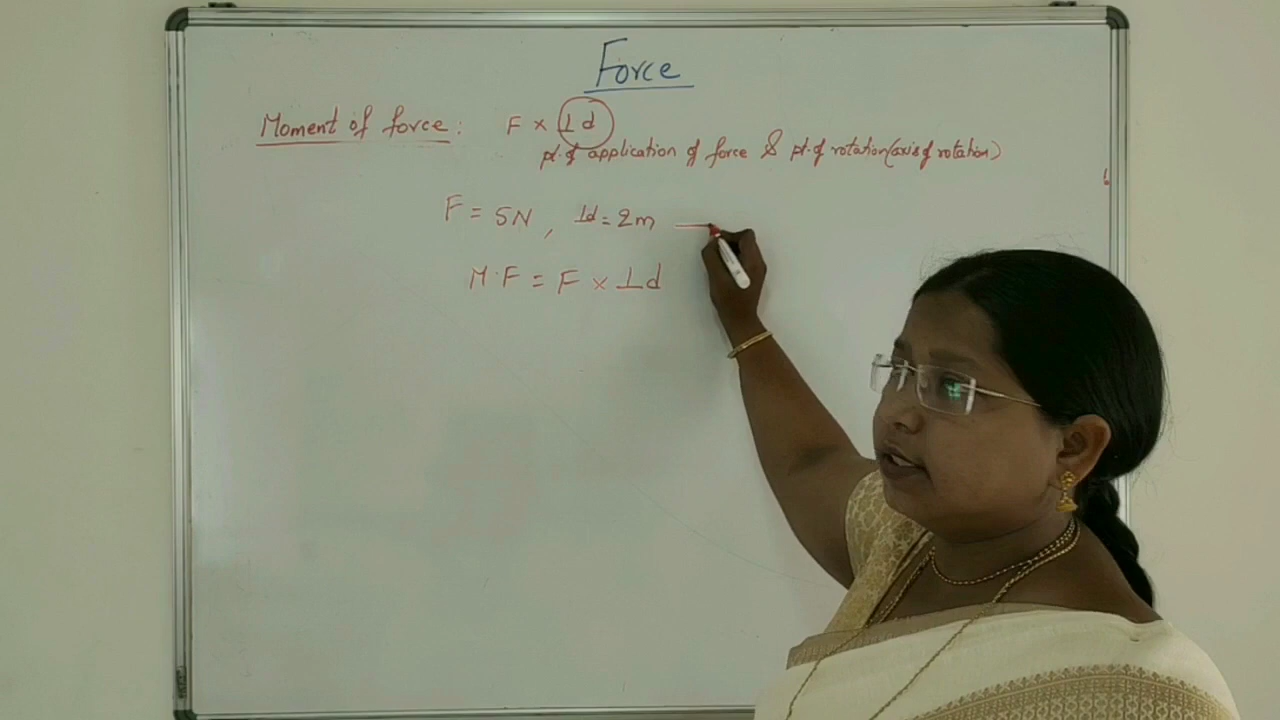 Force
Moment of force: F × ⊥ d
pt. of application of force & pt. of rotation (axis of rotation)
F = 5N, ⊥d = 2m
M.F = F × ⊥d